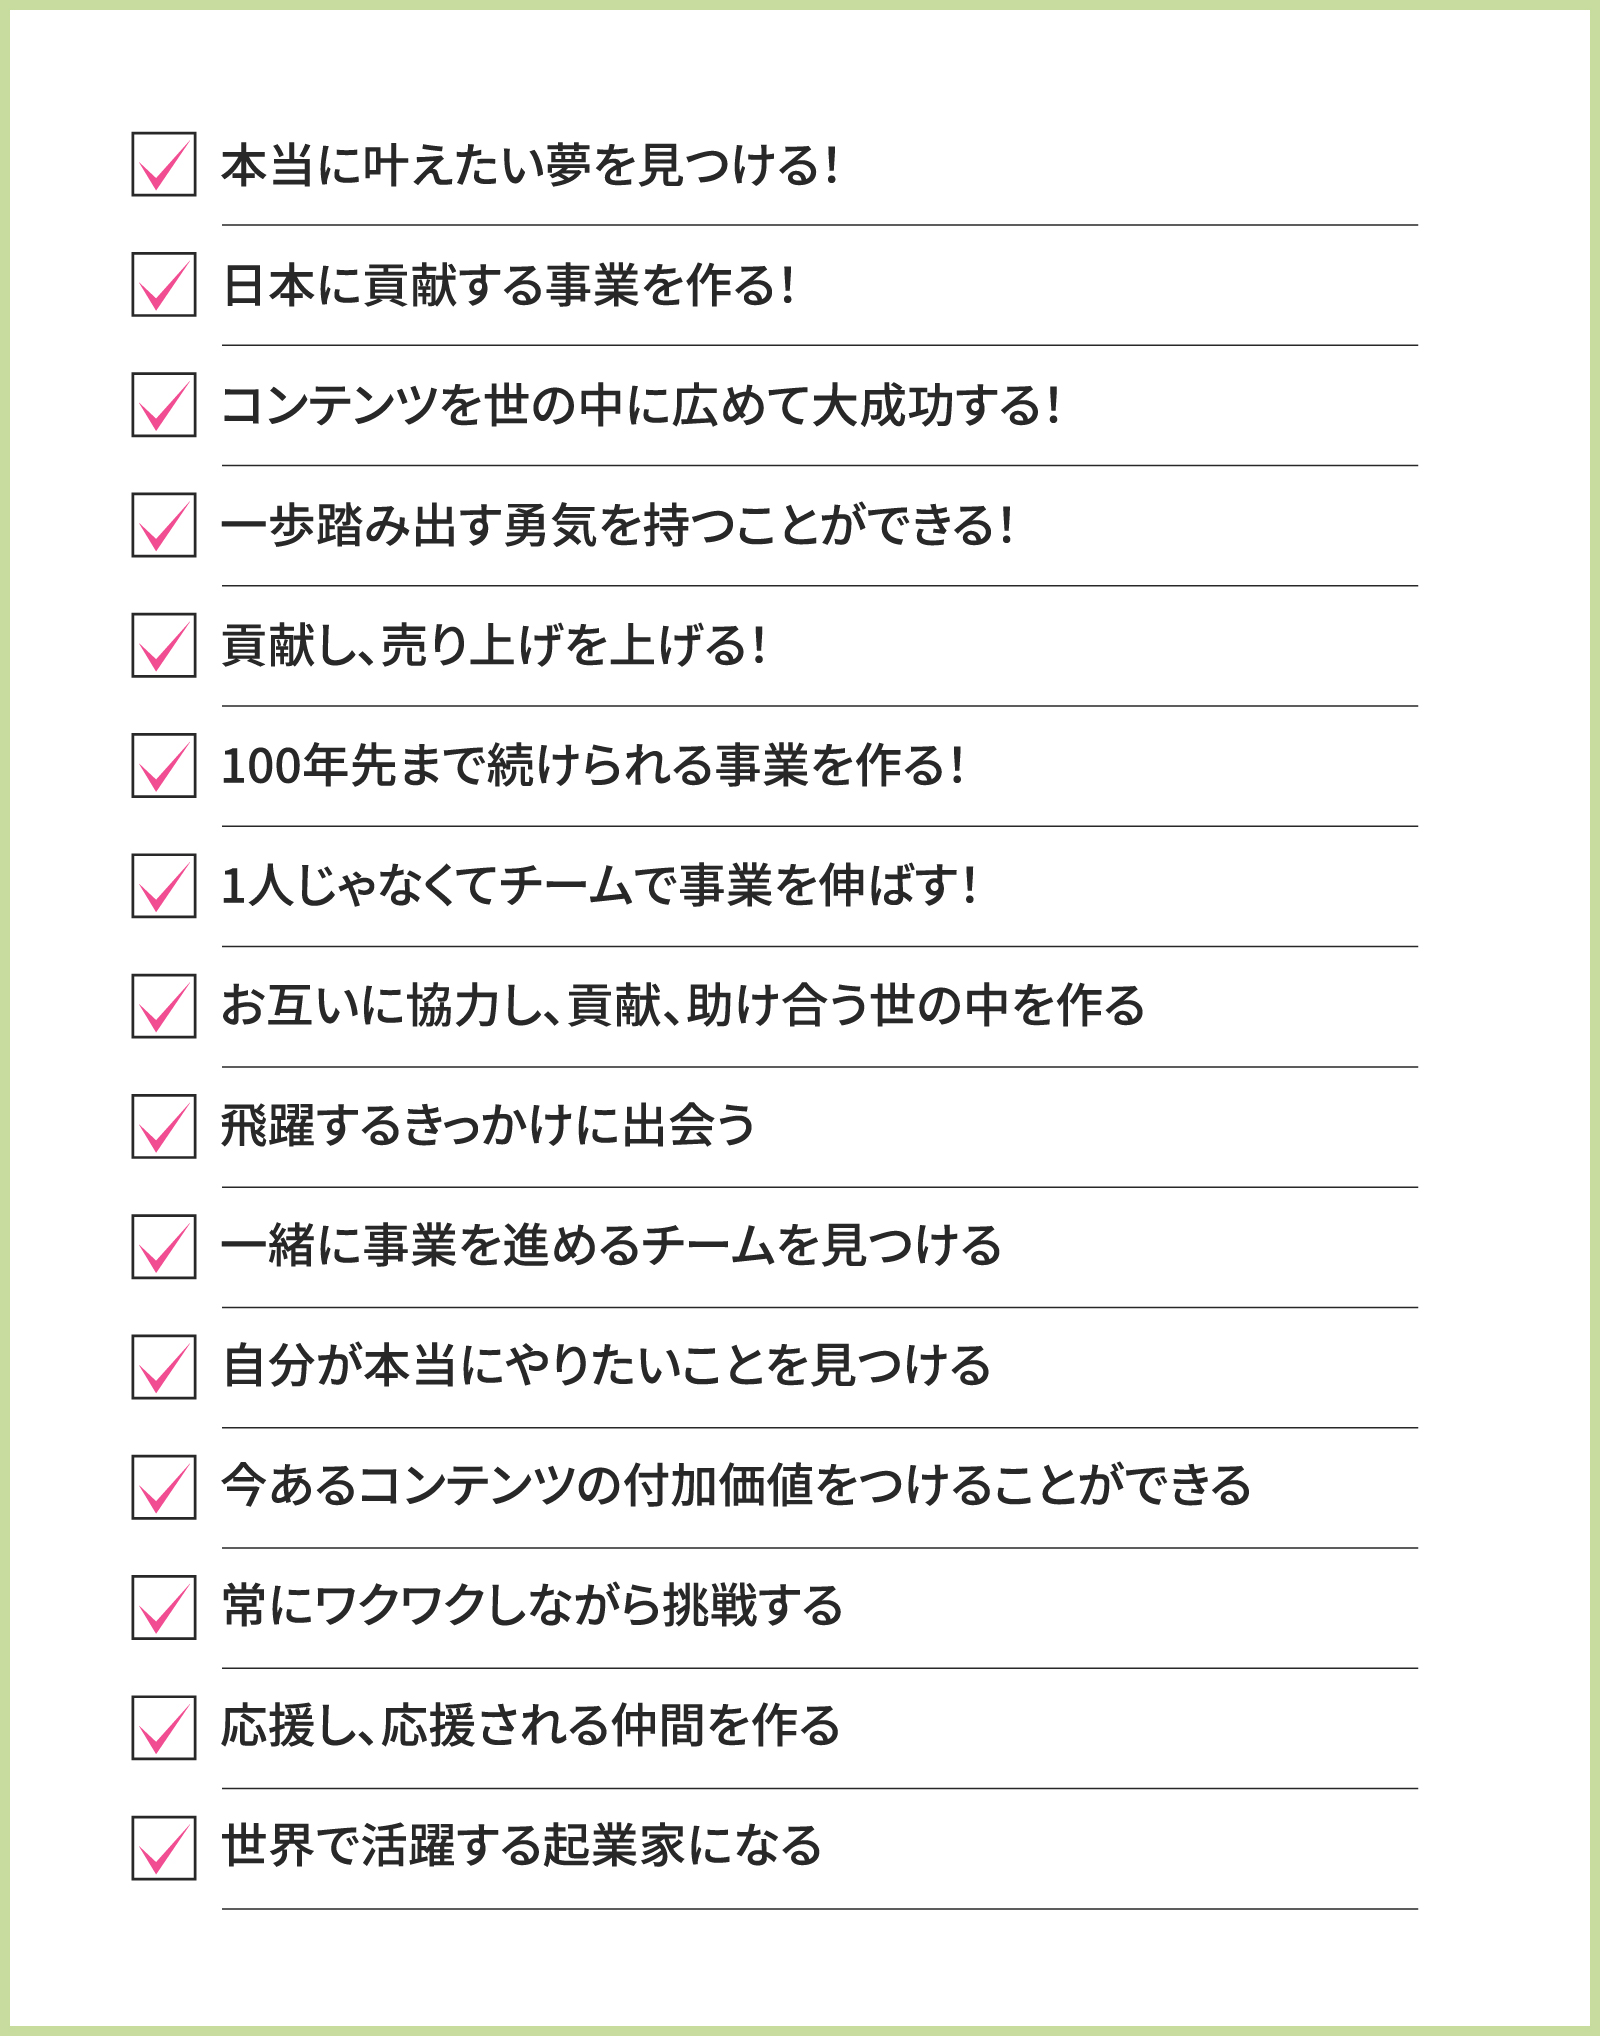 本当に叶えたい夢を見つける！
日本に貢献する事業を作る！
コンテンツを世の中に広めて大成功する！
一歩踏み出す勇気を持つことができる！
貢献し、売り上げを上げる！
100年先まで続けられる事業を作る！
1人じゃなくてチームで事業を伸ばす！
お互いに協力し、貢献、助け合う世の中を作る
飛躍するきっかけに出会う
一緒に事業を進めるチームを見つける
自分が本当にやりたいことを見つける
今あるコンテンツの付加価値をつけることができる
常にワクワクしながら挑戦する
応援し、応援される仲間を作る
世界で活躍する起業家になる